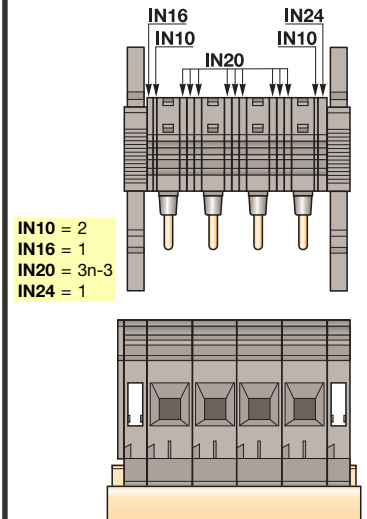 IN16 IN24
IN10 IN10
IN20
IN10 = 2
IN16 = 1
IN20 = 3n-3
IN24 = 1